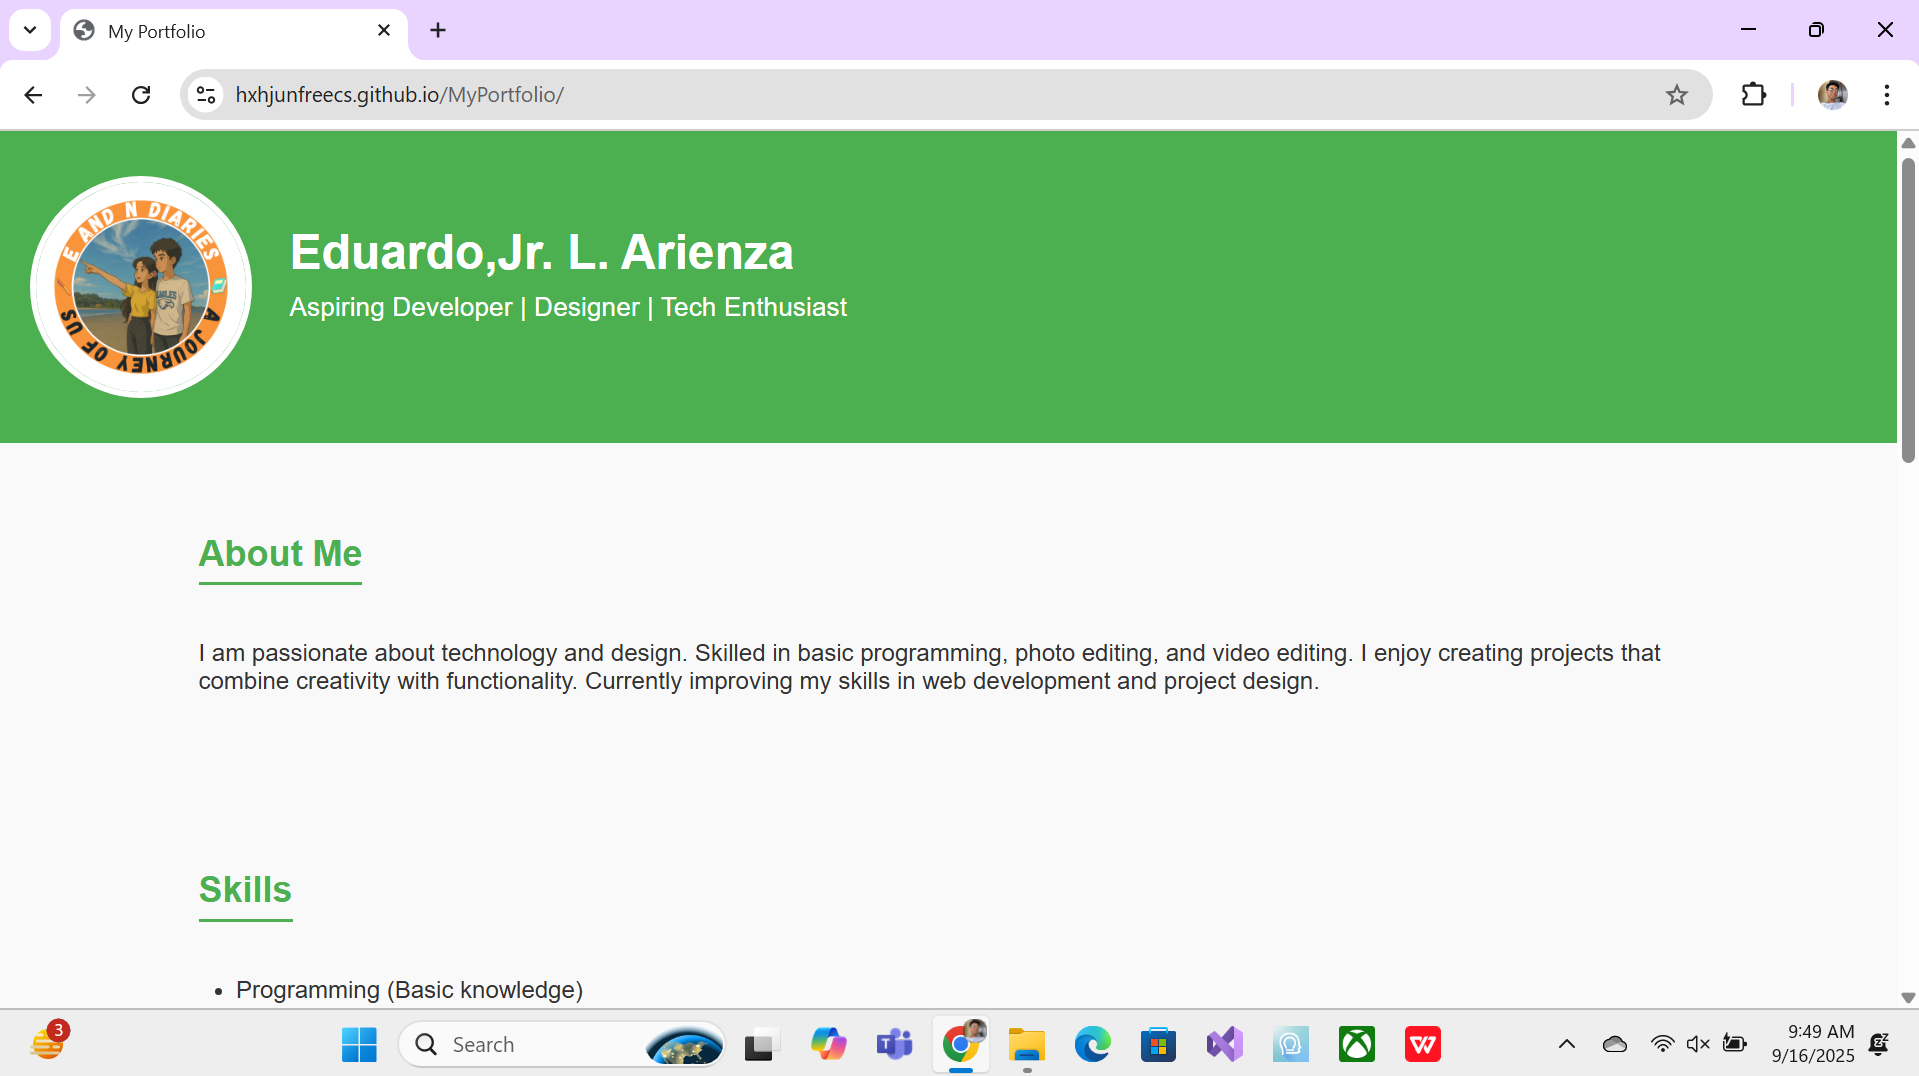 My Portfolio
hxhjunfreecs.github.io/MyPortfolio/
E AND N DIARIES
A JOURNEY OF US
EAGLES
Eduardo,Jr. L. Arienza
Aspiring Developer | Designer | Tech Enthusiast
About Me
I am passionate about technology and design. Skilled in basic programming, photo editing, and video editing. I enjoy creating projects that
combine creativity with functionality. Currently improving my skills in web development and project design.
Skills
• Programming (Basic knowledge)
3
Search
9:49 AM
9/16/2025